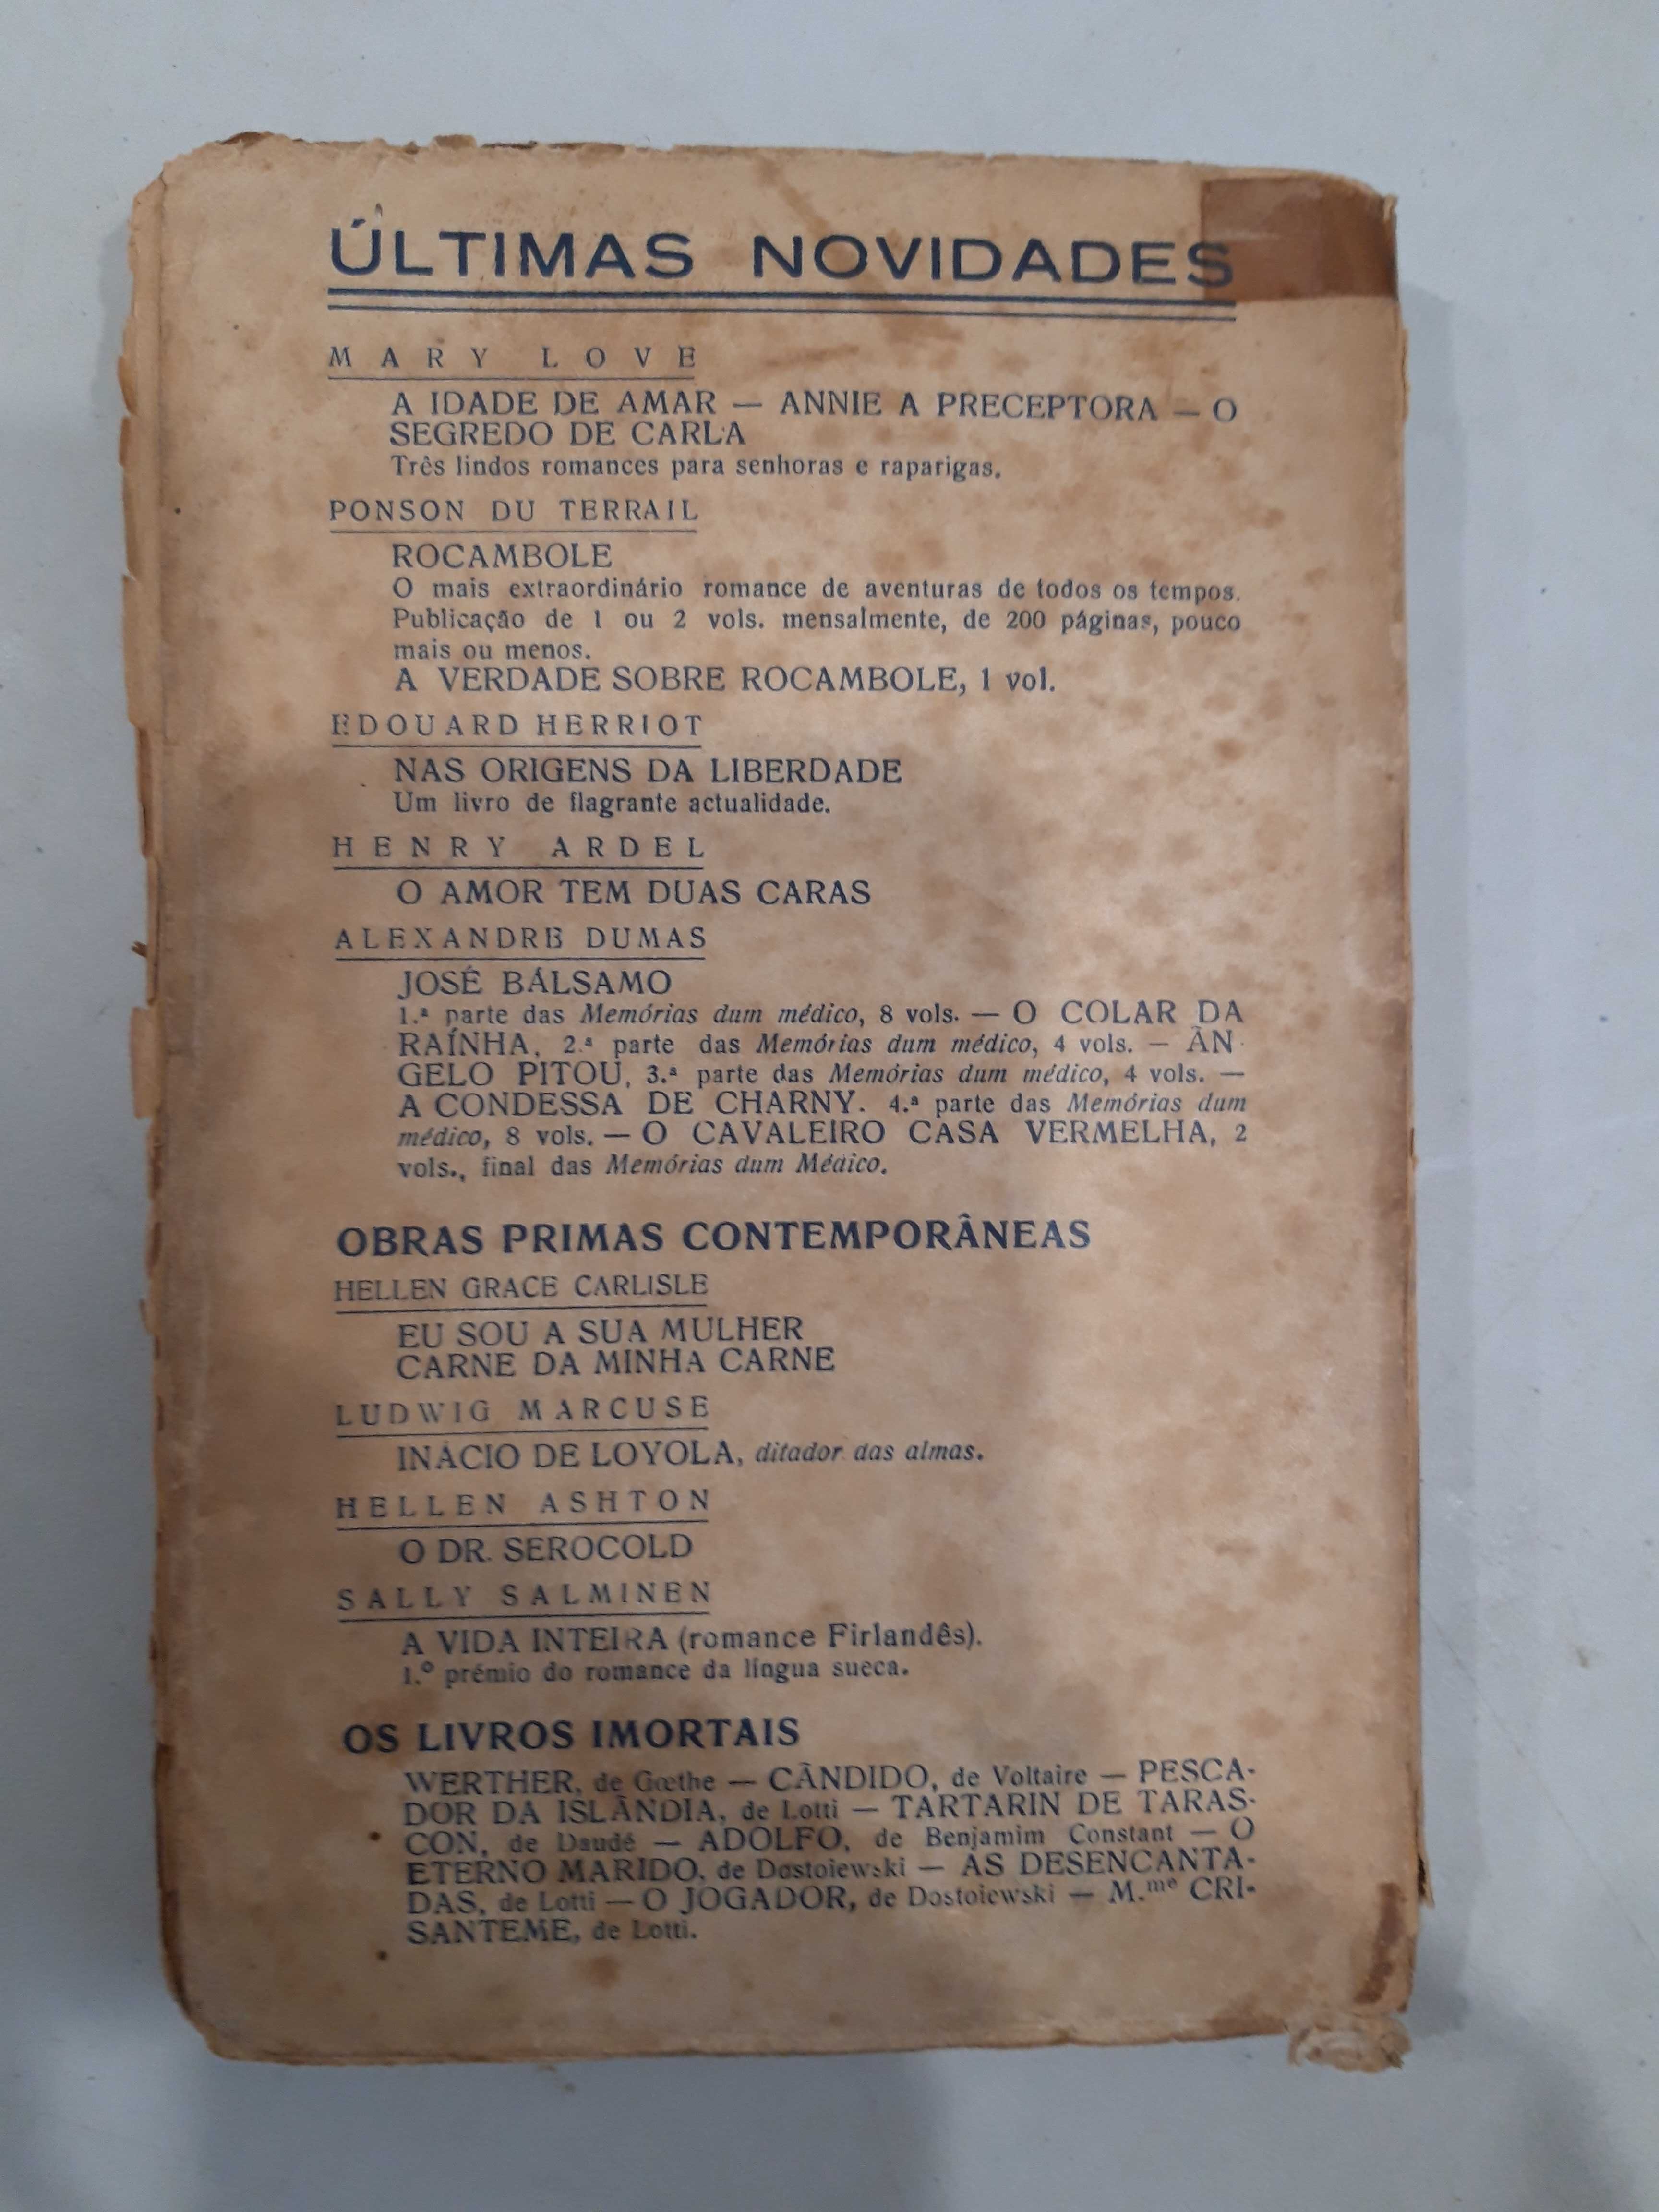 ÚLTIMAS NOVIDADES
MARY LOVE
A IDADE DE AMAR — ANNIE A PRECEPTORA — O
SEGREDO DE CARLA
Três lindos romances para senhoras e raparigas.
PONSON DU TERRAIL
ROCAMBOLE
O mais extraordinário romance de aventuras de todos os tempos.
Publicação de 1 ou 2 vols. mensalmente, de 200 páginas, pouco
mais ou menos.
A VERDADE SOBRE ROCAMBOLE, 1 vol.
EDOUARD HERRIOT
NAS ORIGENS DA LIBERDADE
Um livro de flagrante actualidade.
HENRY ARDEL
O AMOR TEM DUAS CARAS
ALEXANDRE DUMAS
JOSÉ BÁLSAMO
1.ª parte das Memórias dum médico, 8 vols. — O COLAR DA
RAÍNHA, 2.ª parte das Memórias dum médico, 4 vols. — ÂN-
GELO PITOU, 3.ª parte das Memórias dum médico, 4 vols. —
A CONDESSA DE CHARNY. 4.ª parte das Memórias dum
médico, 8 vols. — O CAVALEIRO CASA VERMELHA, 2
vols., final das Memórias dum Médico.
OBRAS PRIMAS CONTEMPORÂNEAS
HELLEN GRACE CARLISLE
EU SOU A SUA MULHER
CARNE DA MINHA CARNE
LUDWIG MARCUSE
INÁCIO DE LOYOLA, ditador das almas.
HELLEN ASHTON
O DR. SEROCOLD
SALLY SALMINEN
A VIDA INTEIRA (romance Firlandês).
1.º prémio do romance da língua sueca.
OS LIVROS IMORTAIS
WERTHER, de Gœthe — CÂNDIDO, de Voltaire — PESCA-
DOR DA ISLÂNDIA, de Lotti — TARTARIN DE TARAS-
CON, de Daudé — ADOLFO, de Benjamim Constant — O
ETERNO MARIDO, de Dostoiewski — AS DESENCANTA-
DAS, de Lotti — O JOGADOR, de Dostoiewski — M.me CRI-
SANTEME, de Lotti.